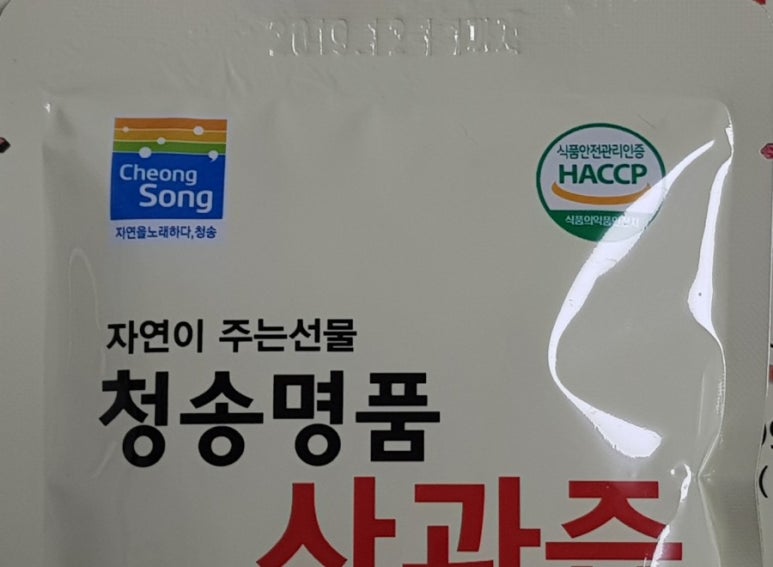 Cheong
Song
자연을노래하다,청송
식품안전관리인증
HACCP
자연이 주는선물
청송명품